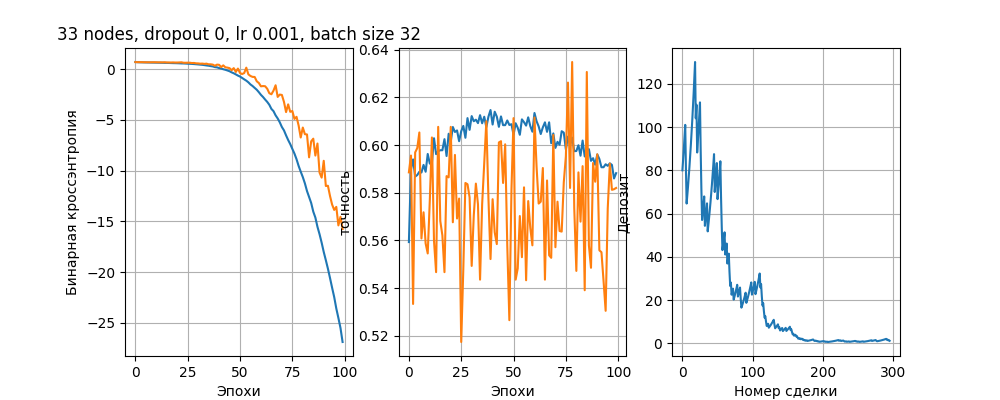 33 nodes, dropout 0, lr 0.001, batch size 32
Бинарная кроссэнтропия
0
−5
−10
−15
−20
−25
0 25 50 75 100
Эпохи
точность
0.64
0.62
0.60
0.58
0.56
0.54
0.52
0 25 50 75 100
Эпохи
Депозит
120
100
80
60
40
20
0
0 100 200 300
Номер сделки